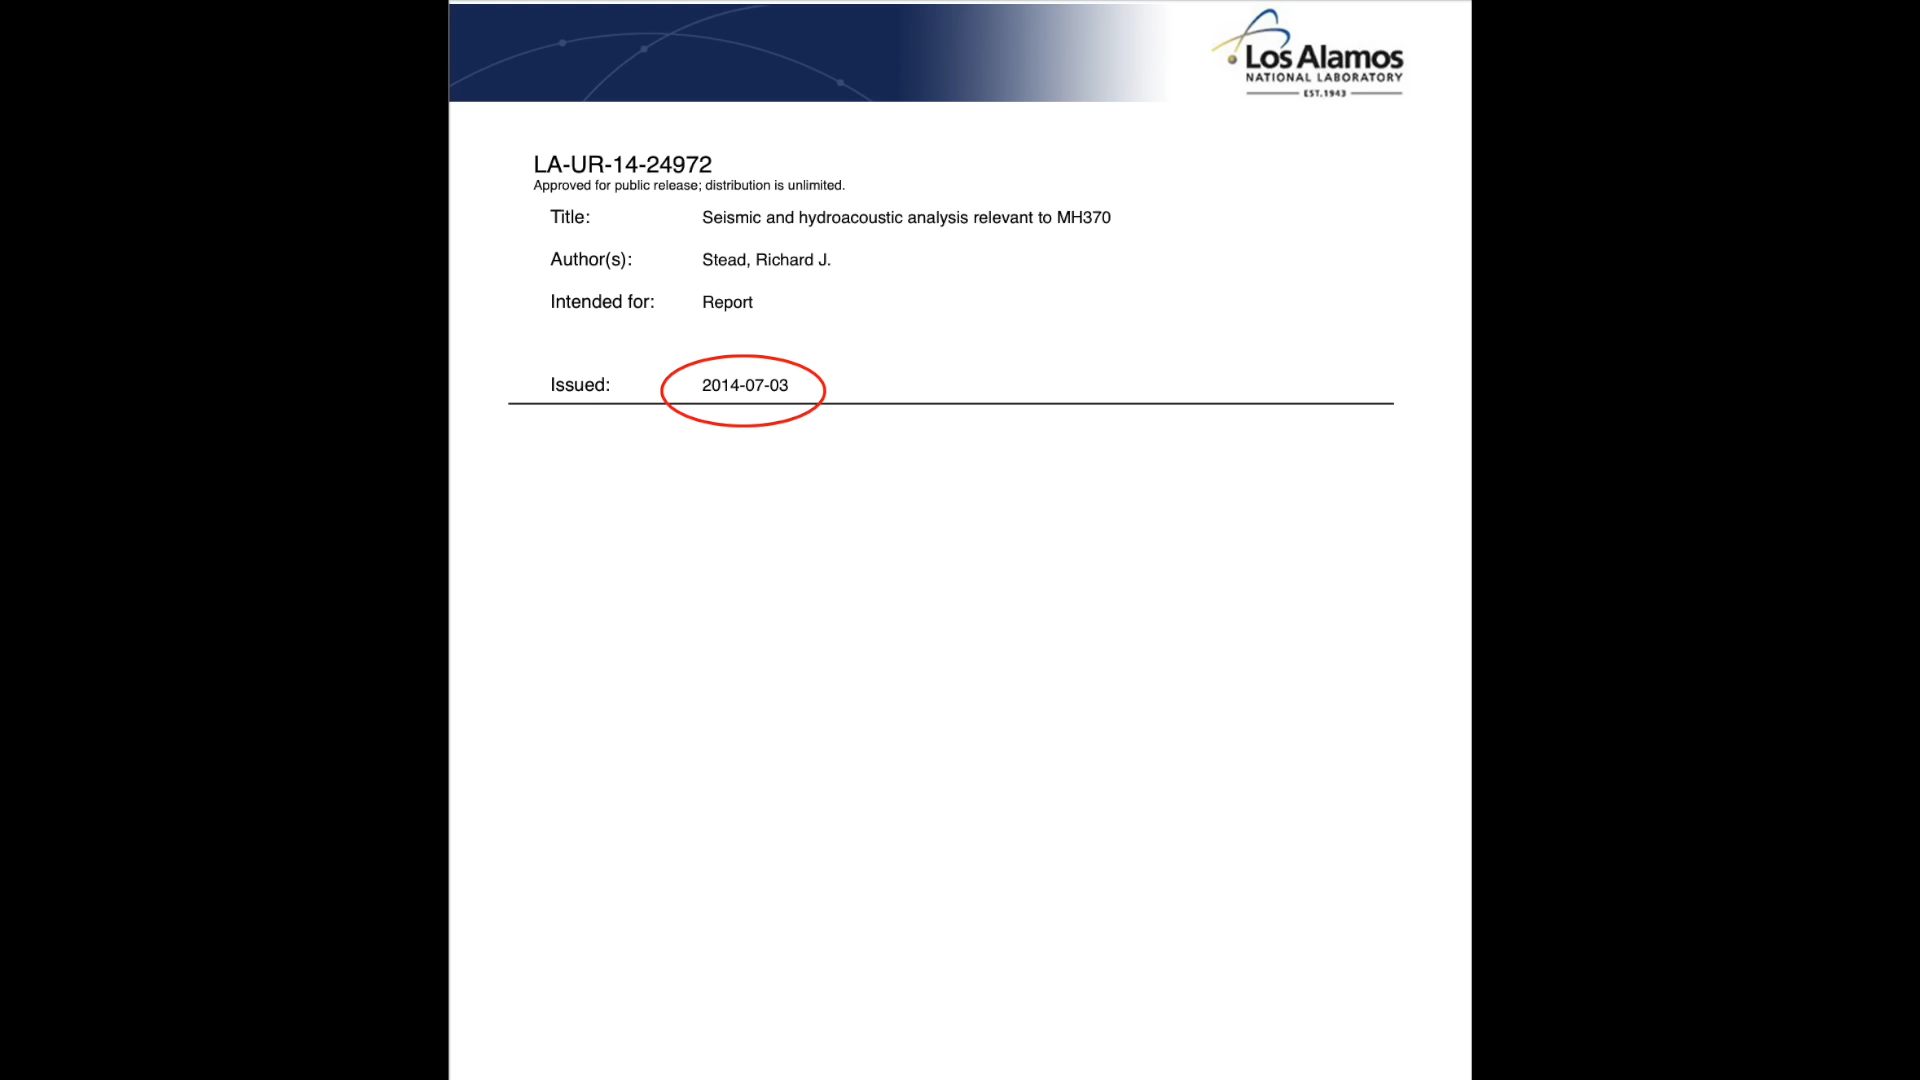 Los Alamos
NATIONAL LABORATORY
EST.1943
LA-UR-14-24972
Approved for public release; distribution is unlimited.
Title: Seismic and hydroacoustic analysis relevant to MH370
Author(s): Stead, Richard J.
Intended for: Report
Issued: 2014-07-03